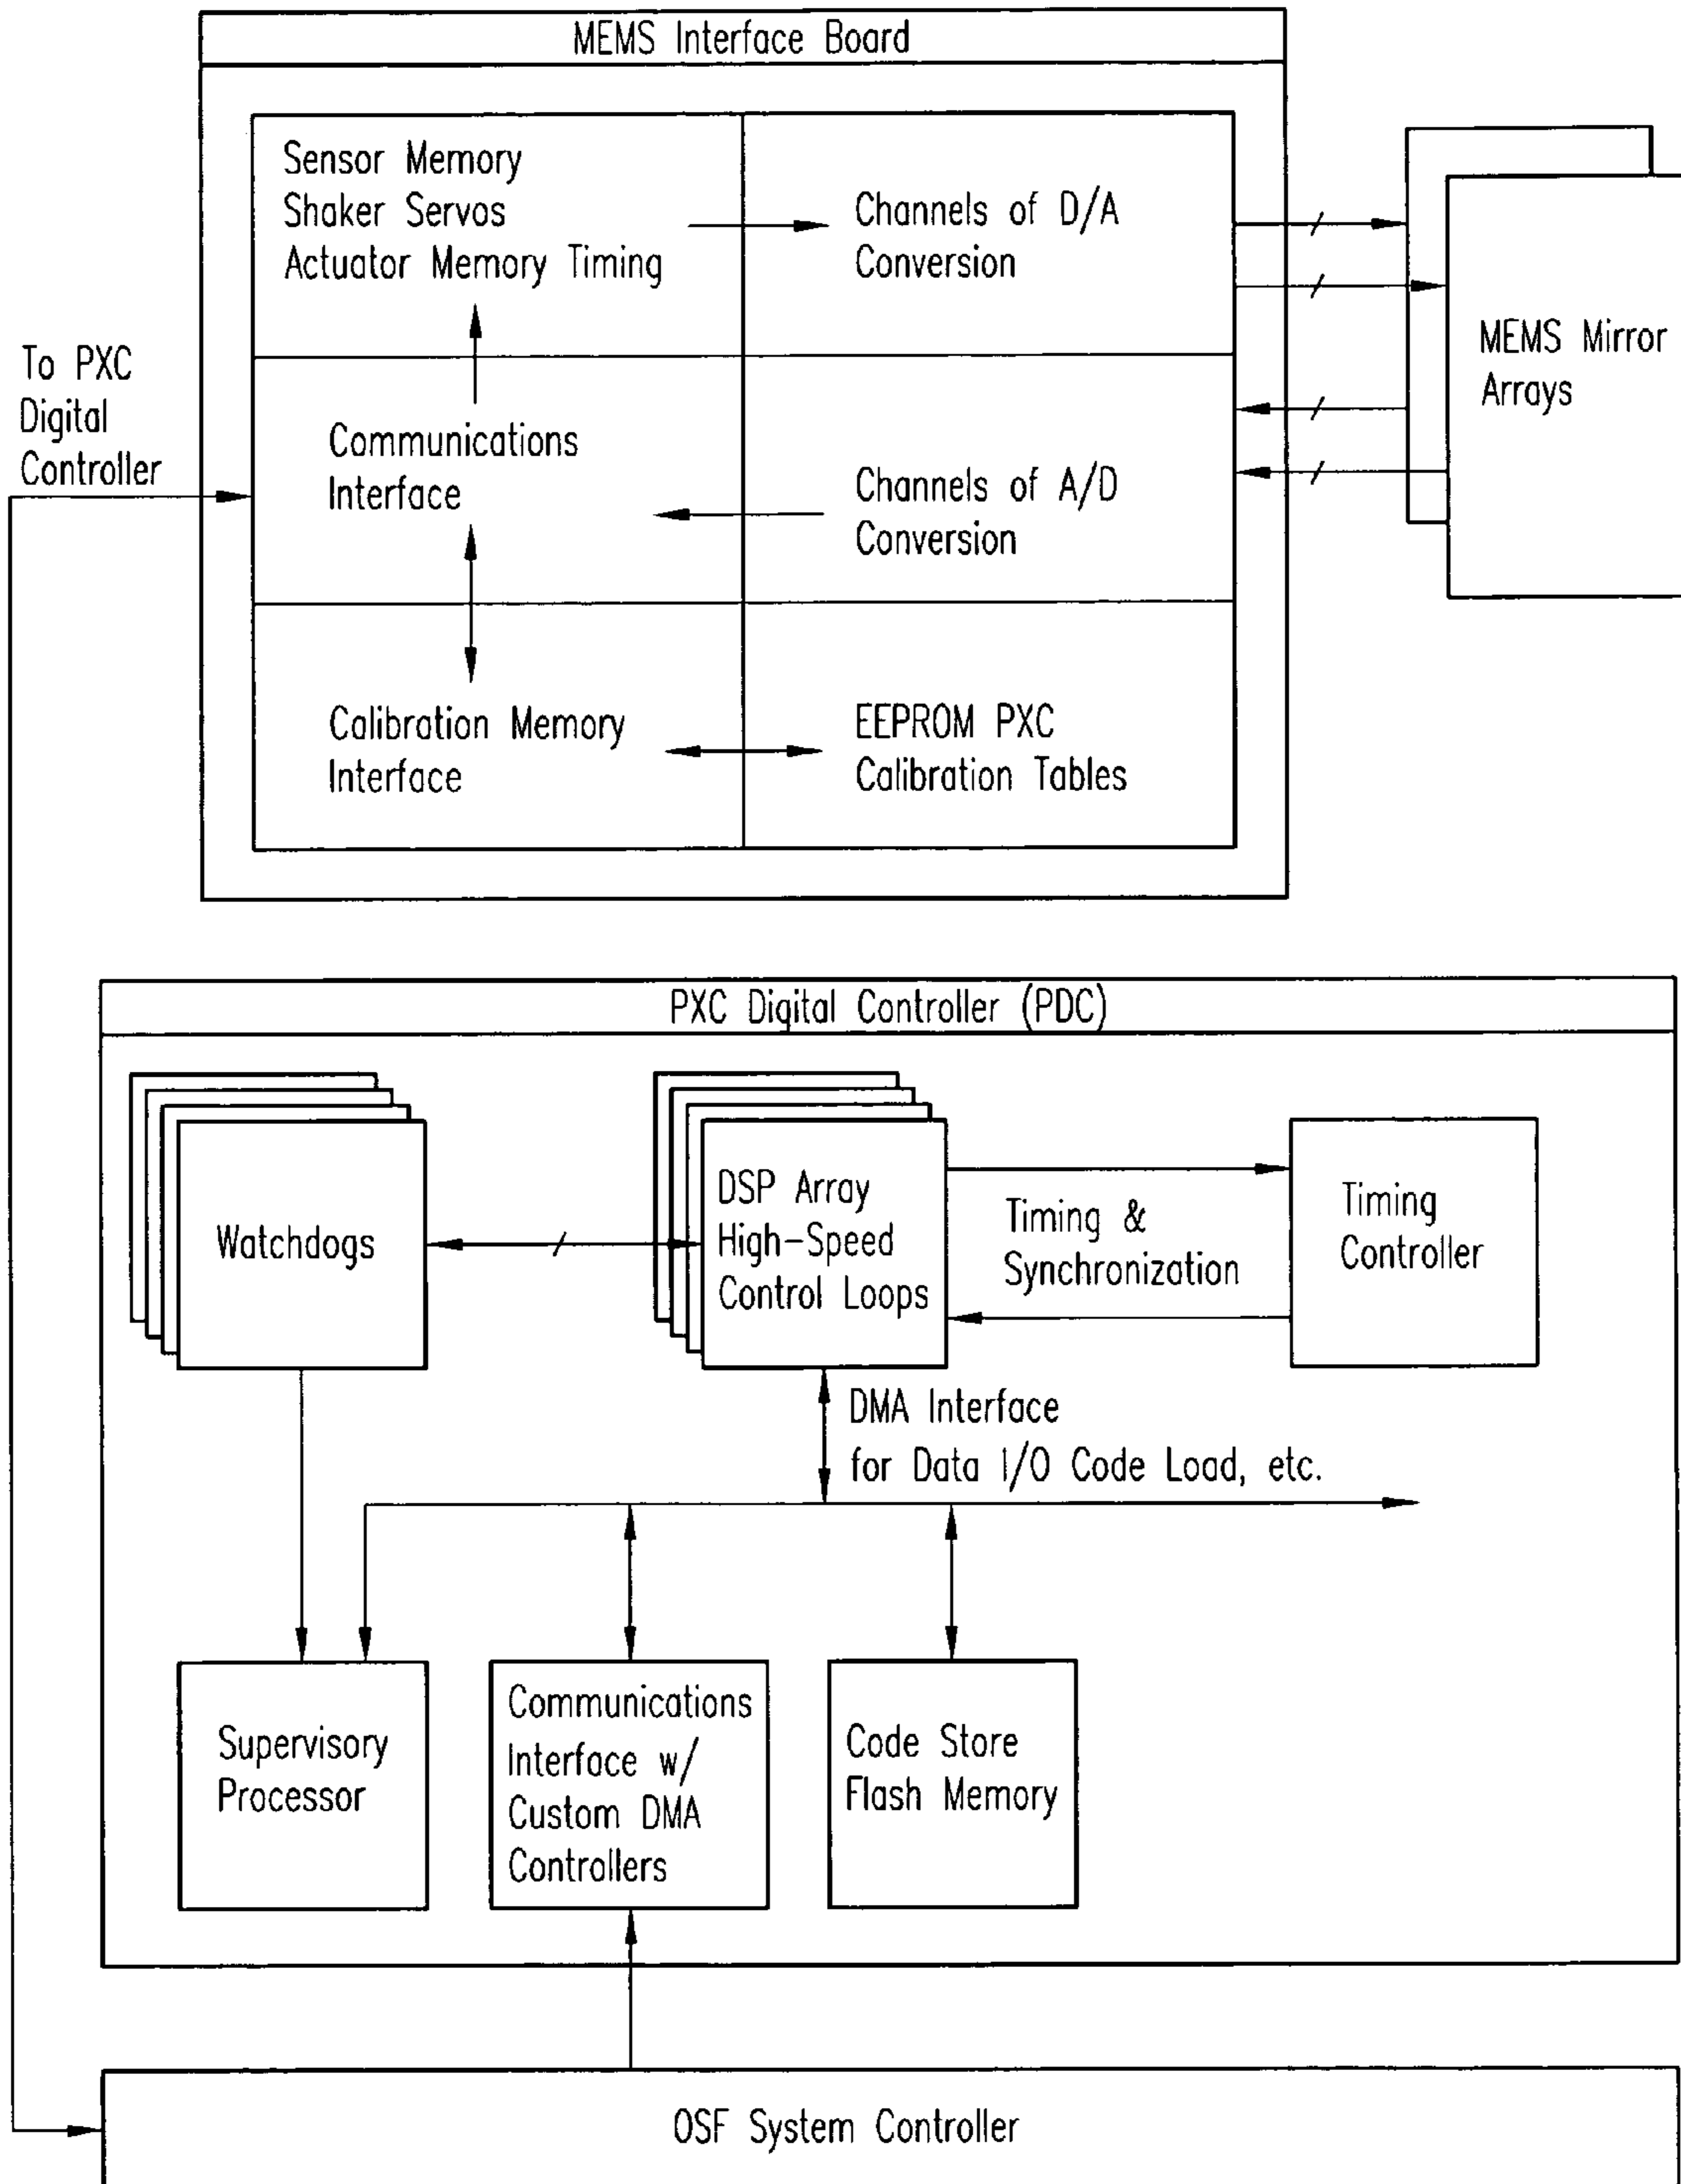 MEMS Interface Board
Sensor Memory
Shaker Servos
Actuator Memory Timing
Channels of D/A
Conversion
MEMS Mirror
Arrays
To PXC
Digital
Controller
Communications
Interface
Channels of A/D
Conversion
Calibration Memory
Interface
EEPROM PXC
Calibration Tables
PXC Digital Controller (PDC)
Watchdogs
DSP Array
High-Speed
Control Loops
Timing &
Synchronization
Timing
Controller
DMA Interface
for Data I/O Code Load, etc.
Supervisory
Processor
Communications
Interface w/
Custom DMA
Controllers
Code Store
Flash Memory
OSF System Controller